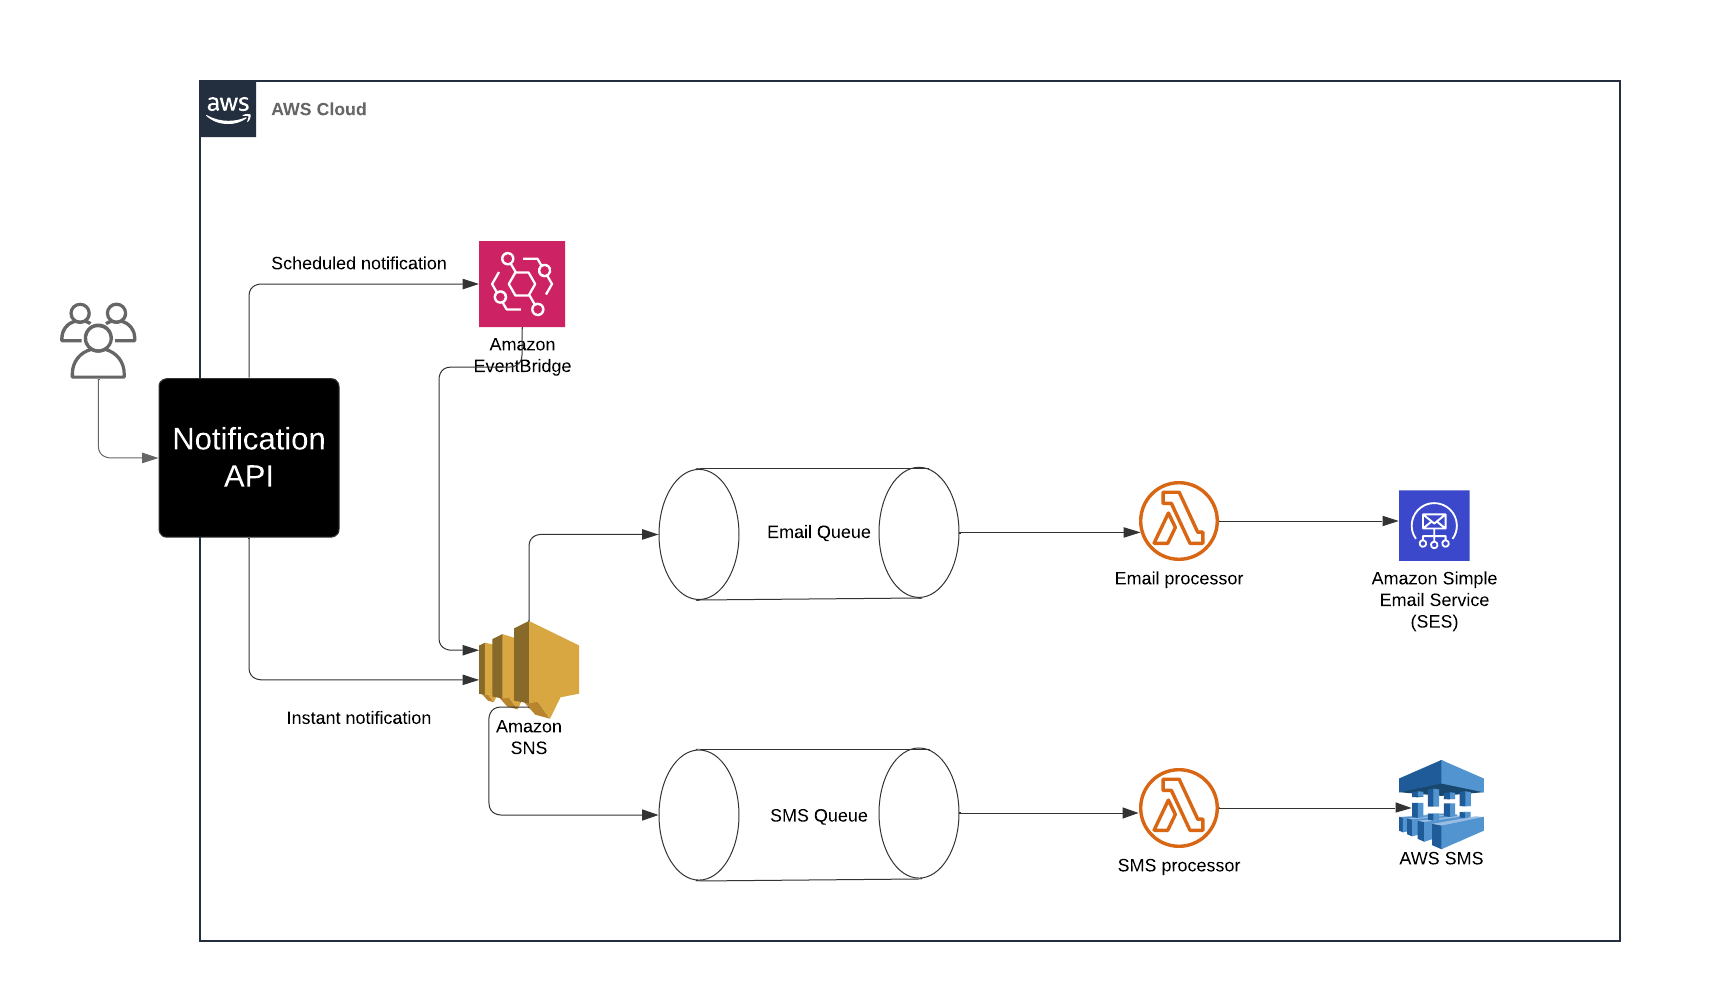 aws
AWS Cloud
Scheduled notification
Amazon
EventBridge
Notification
API
Email Queue
Email processor
Amazon Simple
Email Service
(SES)
Instant notification
Amazon
SNS
SMS Queue
SMS processor
AWS SMS